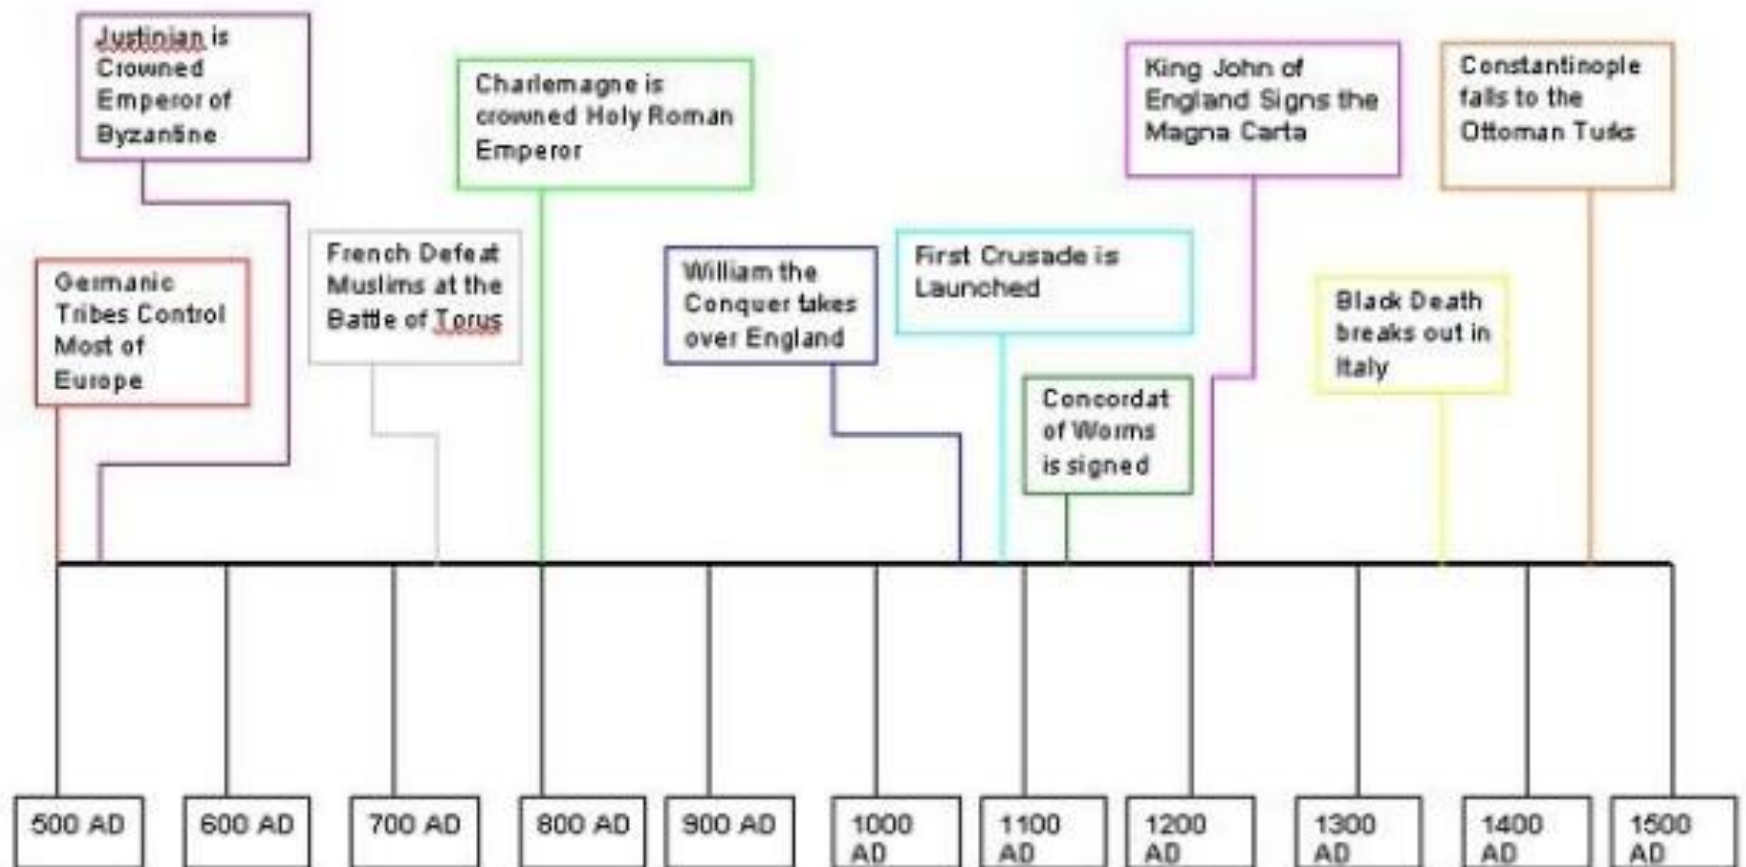 Justinian is
Crowned
Emperor of
Byzantine
Charlemagne is
crowned Holy Roman
Emperor
King John of
England Signs the
Magna Carta
Constantinople
falls to the
Ottoman Turks
Germanic
Tribes Control
Most of
Europe
French Defeat
Muslims at the
Battle of Torus
William the
Conquer takes
over England
First Crusade is
Launched
Black Death
breaks out in
Italy
Concordat
of Worms
is signed
500 AD
600 AD
700 AD
800 AD
900 AD
1000
AD
1100
AD
1200
AD
1300
AD
1400
AD
1500
AD